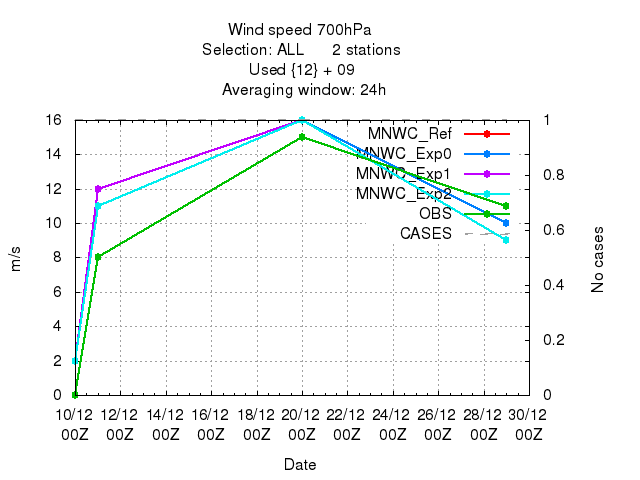 Wind speed 700hPa
Selection: ALL 2 stations
Used {12} + 09
Averaging window: 24h
16
14
12
10
8
6
4
2
0
m/s
1
0.8
0.6
0.4
0.2
0
No cases
MNWC_Ref
MNWC_Exp0
MNWC_Exp1
MNWC_Exp2
OBS
CASES
10/12 12/12 14/12 16/12 18/12 20/12 22/12 24/12 26/12 28/12 30/12
00Z 00Z 00Z 00Z 00Z 00Z 00Z 00Z 00Z 00Z 00Z
Date